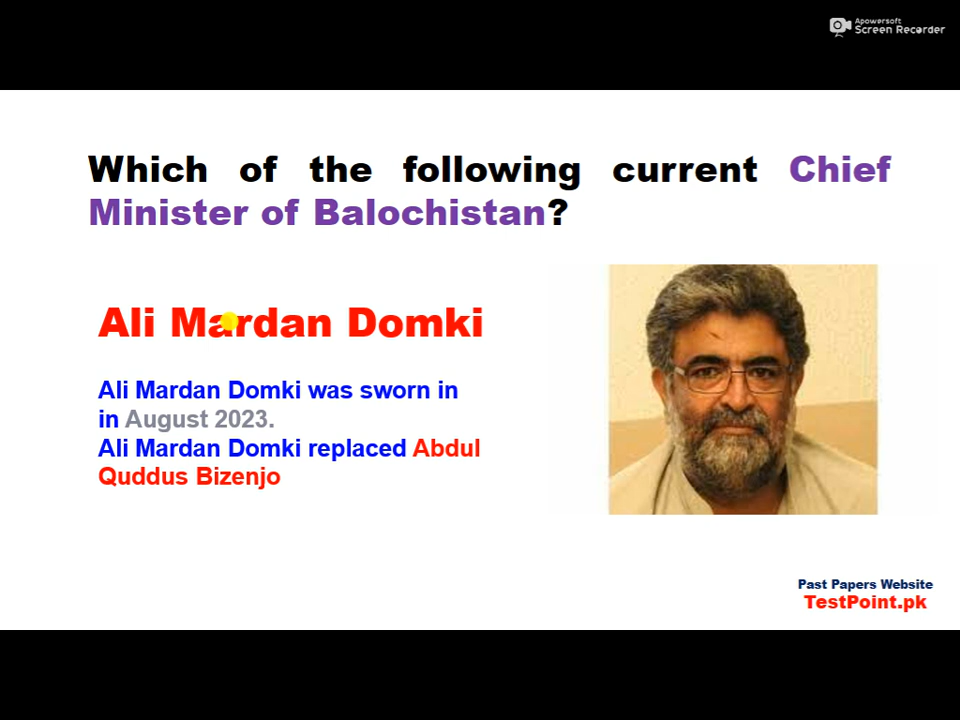 Apowersoft
Screen Recorder
Which of the following current Chief
Minister of Balochistan?
Ali Mardan Domki
Ali Mardan Domki was sworn in
in August 2023.
Ali Mardan Domki replaced Abdul
Quddus Bizenjo
Past Papers Website
TestPoint.pk